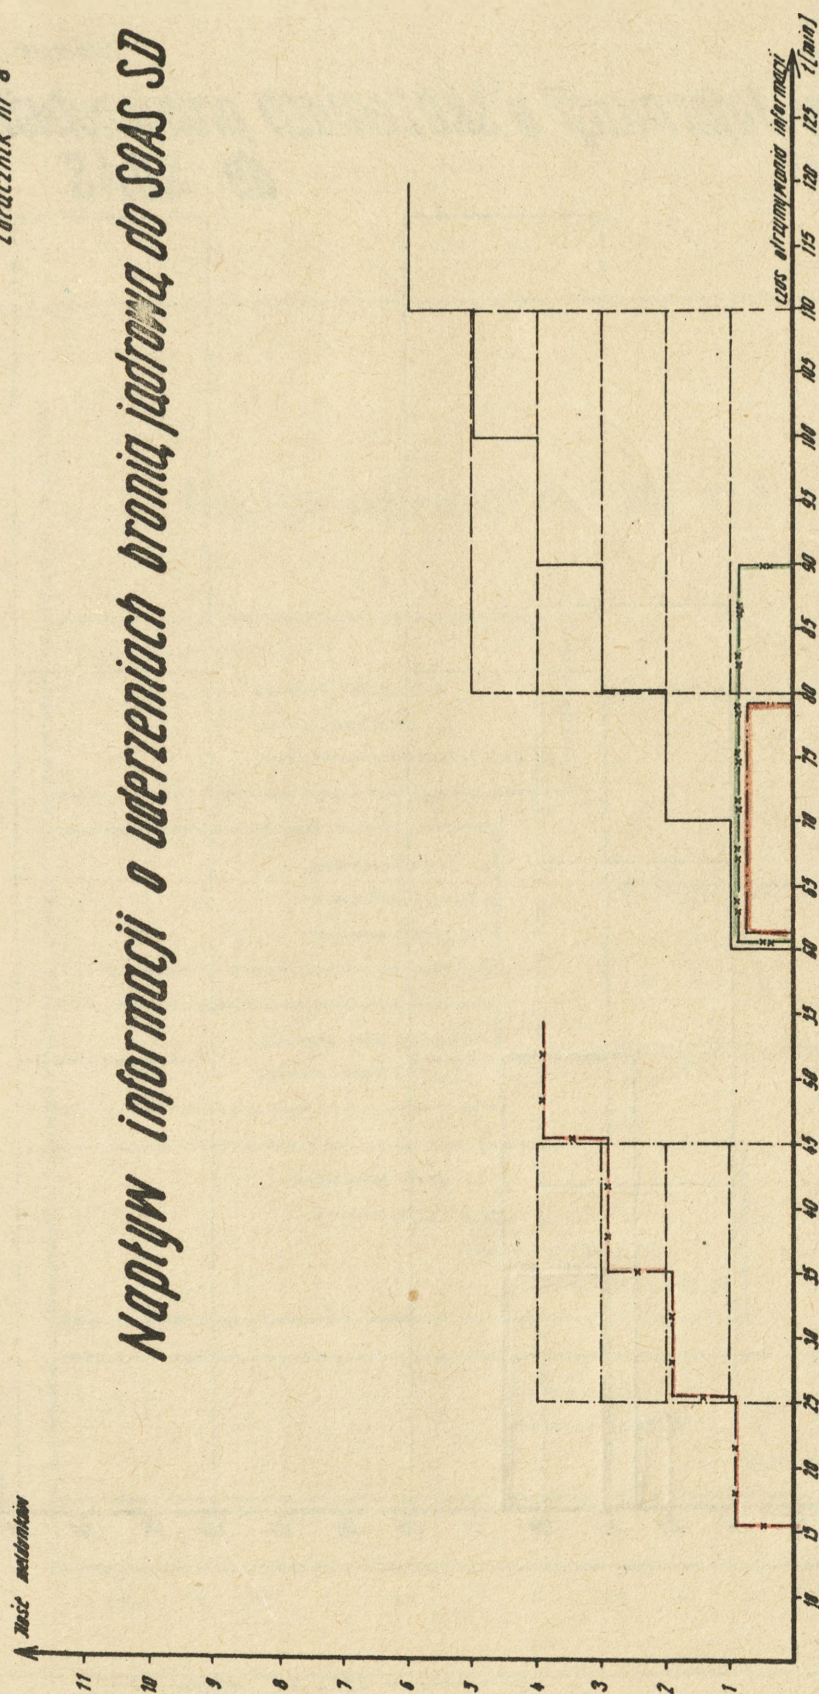 Załącznik nr 8
Napływ informacji o uderzeniach bronią jądrową do SOAS SD
Ilość meldunków
11
10
9
8
7
6
5
4
3
2
1
10 15 20 25 30 35 40 45 50 55 60 65 70 75 80 85 90 95 100 105 110 115 120 125 t[min]
czas otrzymywania informacji